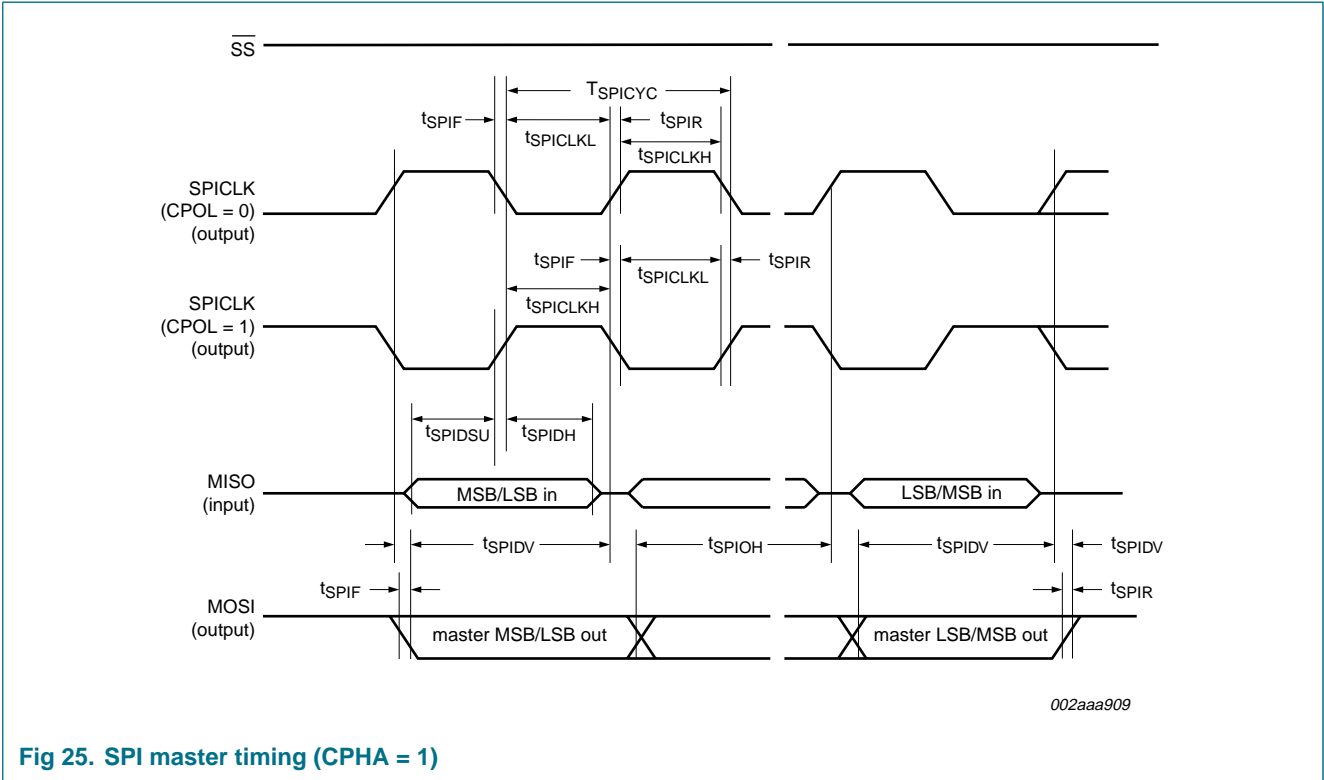 SS
TSPICYC
tSPIF
tSPIR
tSPICLKL
tSPICLKH
SPICLK
(CPOL = 0)
(output)
tSPIF
tSPICLKL
tSPIR
tSPICLKH
SPICLK
(CPOL = 1)
(output)
tSPIDSU
tSPIDH
MISO
(input)
MSB/LSB in
LSB/MSB in
tSPIDV
tSPIOH
tSPIDV
tSPIDV
tSPIF
tSPIR
MOSI
(output)
master MSB/LSB out
master LSB/MSB out
002aaa909
Fig 25. SPI master timing (CPHA = 1)